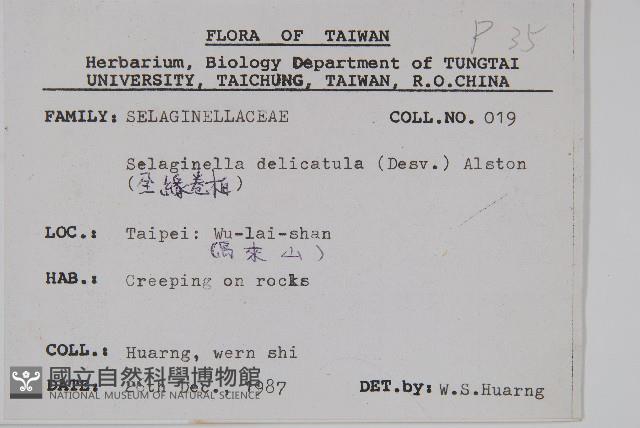 P 35
FLORA OF TAIWAN
Herbarium, Biology Department of TUNGTAI
UNIVERSITY, TAICHUNG, TAIWAN, R.O.CHINA
FAMILY: SELAGINELLACEAE COLL.NO. 019
Selaginella delicatula (Desv.) Alston
(全緣卷柏)
LOC.: Taipei: Wu-lai-shan
(烏來山)
HAB.: Creeping on rocks
COLL.: Huarng, wern shi
DATE: Dec., 1987 DET.by: W.S.Huarng
國立自然科學博物館
NATIONAL MUSEUM OF NATURAL SCIENCE